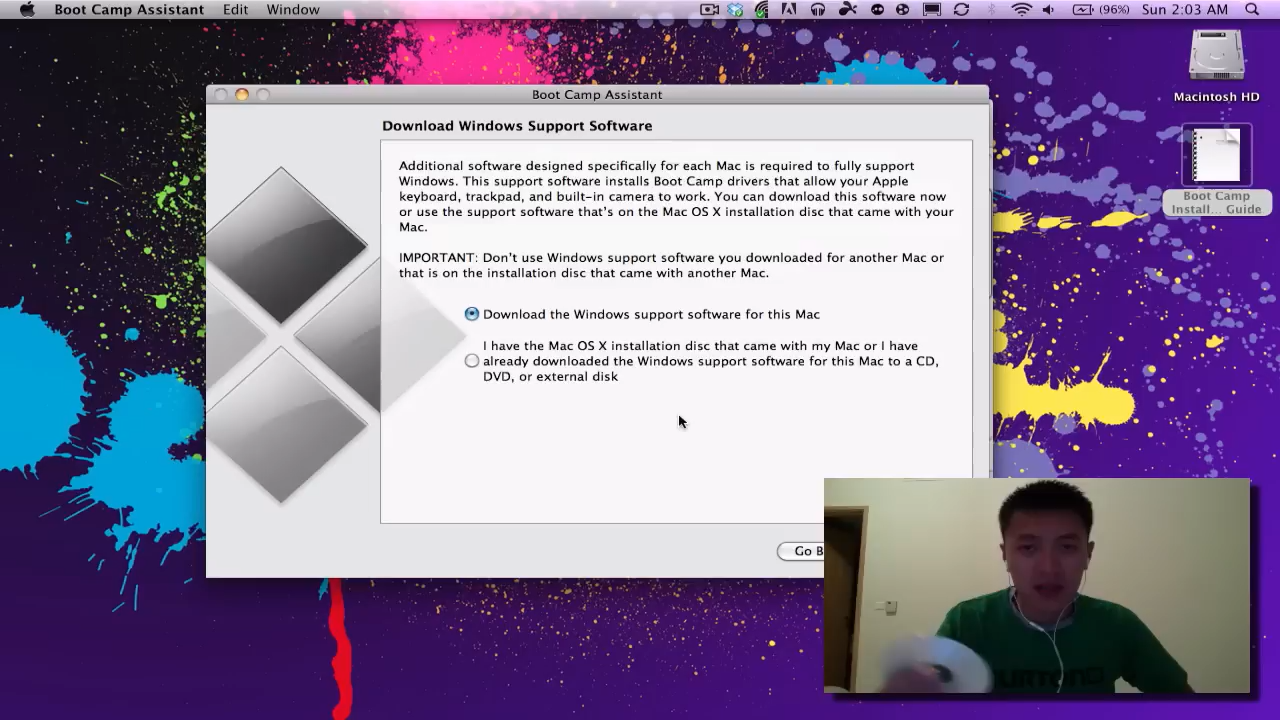 Boot Camp Assistant Edit Window (96%) Sun 2:03 AM
Macintosh HD
Boot Camp
Install... Guide
Boot Camp Assistant
Download Windows Support Software
Additional software designed specifically for each Mac is required to fully support
Windows. This support software installs Boot Camp drivers that allow your Apple
keyboard, trackpad, and built-in camera to work. You can download this software now
or use the support software that's on the Mac OS X installation disc that came with your
Mac.
IMPORTANT: Don't use Windows support software you downloaded for another Mac or
that is on the installation disc that came with another Mac.
Download the Windows support software for this Mac
I have the Mac OS X installation disc that came with my Mac or I have
already downloaded the Windows support software for this Mac to a CD,
DVD, or external disk
Go B
BURTON